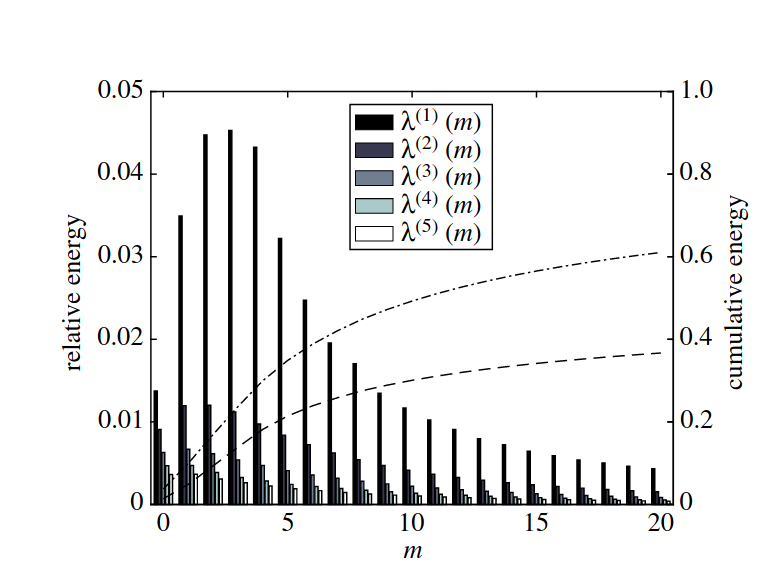 0.05
0.04
0.03
0.02
0.01
0
relative energy
λ(1) (m)
λ(2) (m)
λ(3) (m)
λ(4) (m)
λ(5) (m)
1.0
0.8
0.6
0.4
0.2
0
cumulative energy
0 5 10 15 20
m